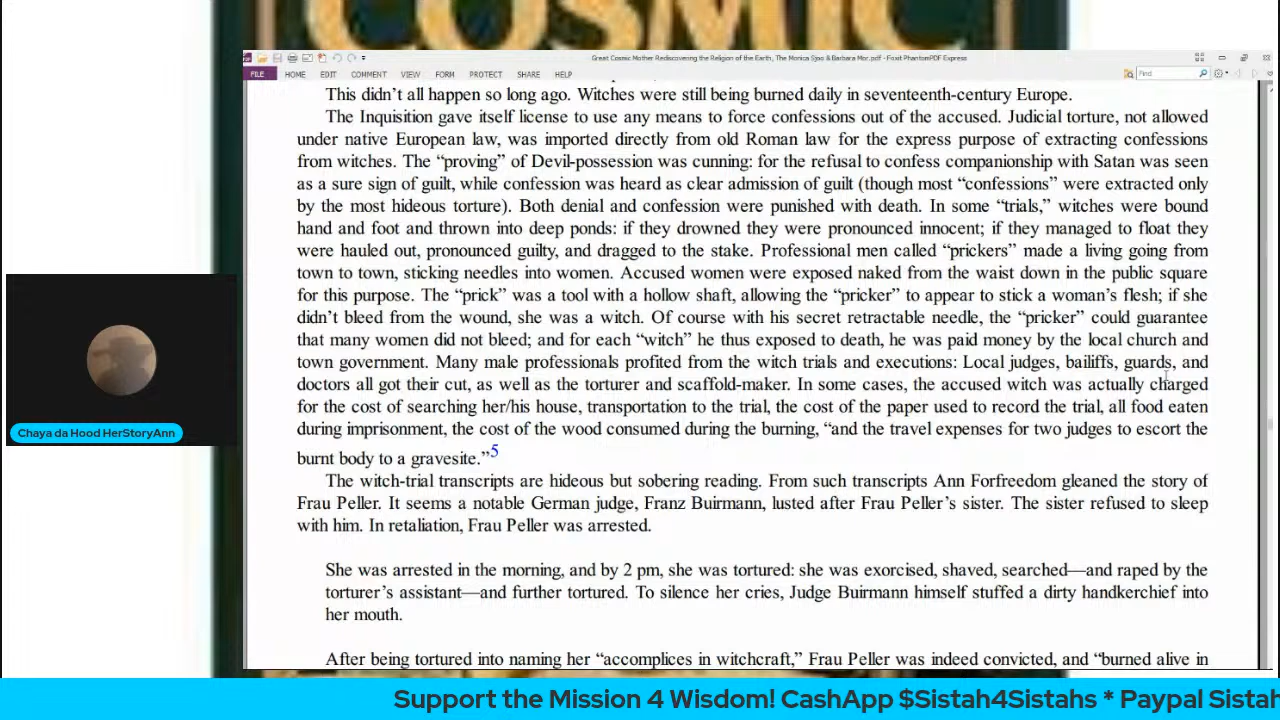 COSMIC
Great Cosmic Mother Rediscovering the Religion of the Earth, The Monica Sjoo & Barbara Mor.pdf - Foxit PhantomPDF Express
FILE HOME EDIT COMMENT VIEW FORM PROTECT SHARE HELP
Find
This didn’t all happen so long ago. Witches were still being burned daily in seventeenth-century Europe.
The Inquisition gave itself license to use any means to force confessions out of the accused. Judicial torture, not allowed
under native European law, was imported directly from old Roman law for the express purpose of extracting confessions
from witches. The “proving” of Devil-possession was cunning: for the refusal to confess companionship with Satan was seen
as a sure sign of guilt, while confession was heard as clear admission of guilt (though most “confessions” were extracted only
by the most hideous torture). Both denial and confession were punished with death. In some “trials,” witches were bound
hand and foot and thrown into deep ponds: if they drowned they were pronounced innocent; if they managed to float they
were hauled out, pronounced guilty, and dragged to the stake. Professional men called “prickers” made a living going from
town to town, sticking needles into women. Accused women were exposed naked from the waist down in the public square
for this purpose. The “prick” was a tool with a hollow shaft, allowing the “pricker” to appear to stick a woman’s flesh; if she
didn’t bleed from the wound, she was a witch. Of course with his secret retractable needle, the “pricker” could guarantee
that many women did not bleed; and for each “witch” he thus exposed to death, he was paid money by the local church and
town government. Many male professionals profited from the witch trials and executions: Local judges, bailiffs, guards, and
doctors all got their cut, as well as the torturer and scaffold-maker. In some cases, the accused witch was actually charged
for the cost of searching her/his house, transportation to the trial, the cost of the paper used to record the trial, all food eaten
during imprisonment, the cost of the wood consumed during the burning, “and the travel expenses for two judges to escort the
burnt body to a gravesite.”5
The witch-trial transcripts are hideous but sobering reading. From such transcripts Ann Forfreedom gleaned the story of
Frau Peller. It seems a notable German judge, Franz Buirmann, lusted after Frau Peller’s sister. The sister refused to sleep
with him. In retaliation, Frau Peller was arrested.
She was arrested in the morning, and by 2 pm, she was tortured: she was exorcised, shaved, searched—and raped by the
torturer’s assistant—and further tortured. To silence her cries, Judge Buirmann himself stuffed a dirty handkerchief into
her mouth.
After being tortured into naming her “accomplices in witchcraft,” Frau Peller was indeed convicted, and “burned alive in
Chaya da Hood HerStoryAnn
Support the Mission 4 Wisdom! CashApp $Sistah4Sistahs * Paypal Sistah